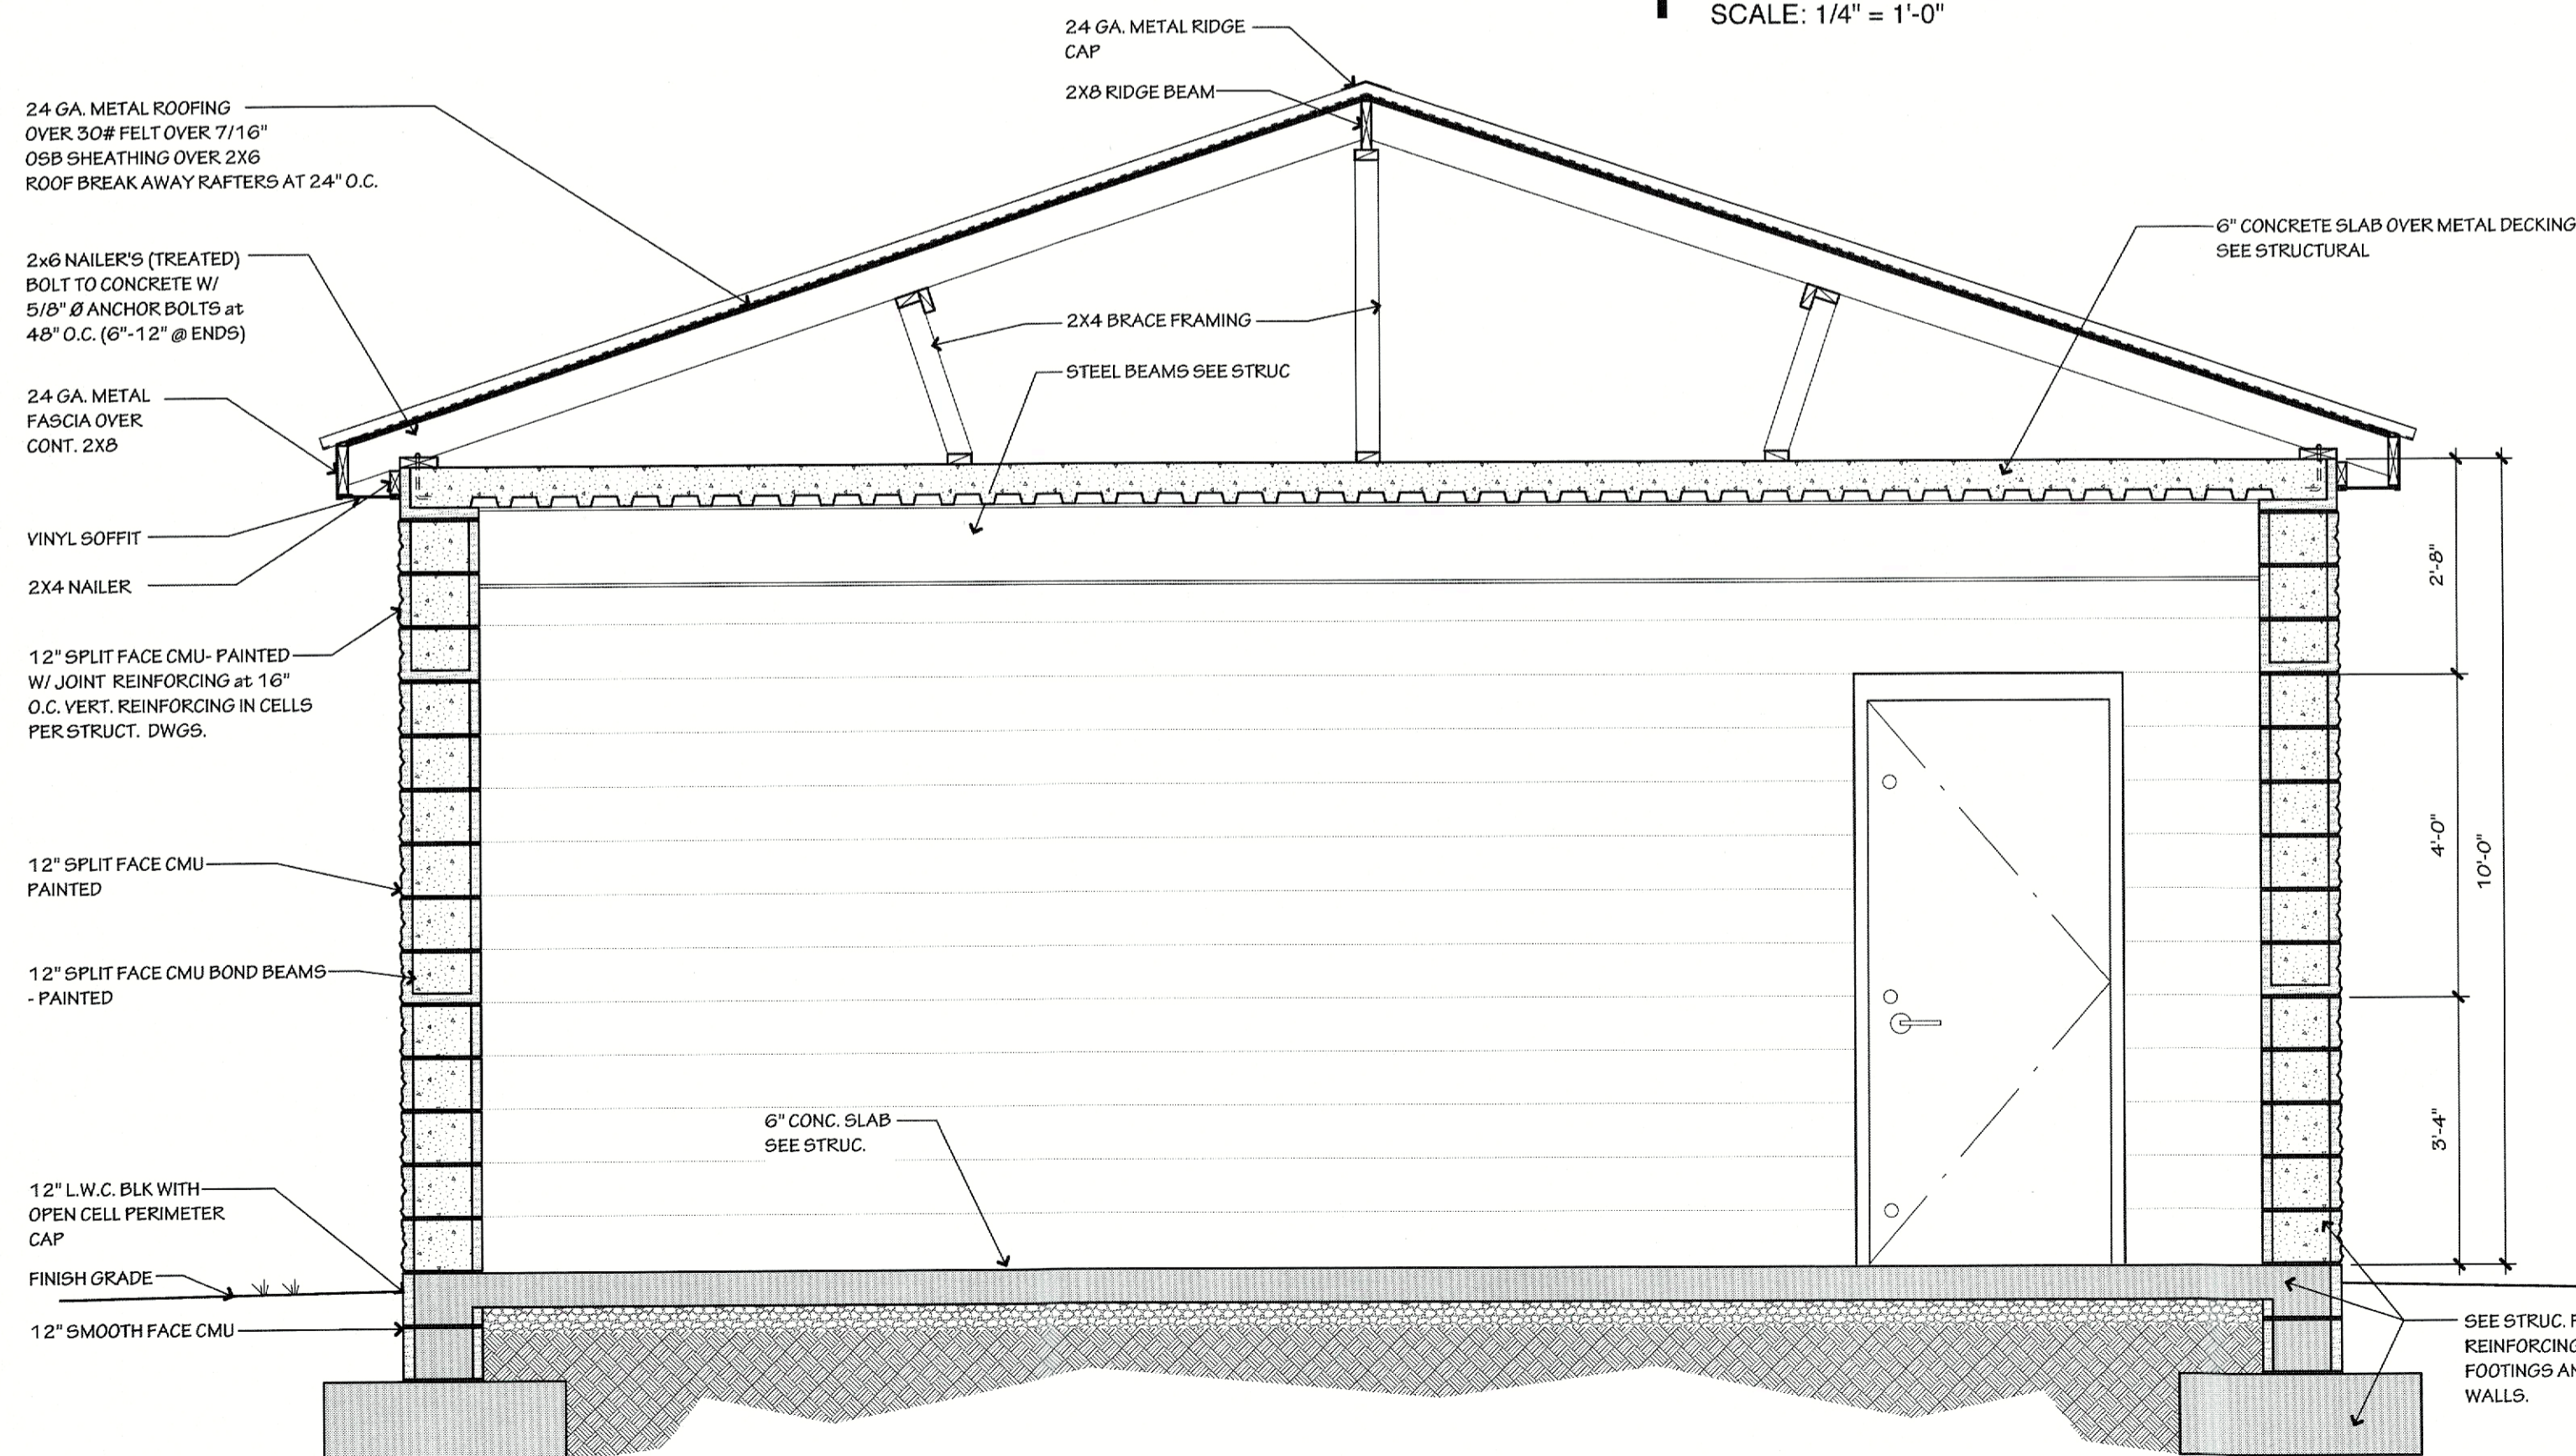 SCALE: 1/4" = 1'-0"
24 GA. METAL RIDGE
CAP
2X8 RIDGE BEAM
24 GA. METAL ROOFING
OVER 30# FELT OVER 7/16"
OSB SHEATHING OVER 2X6
ROOF BREAK AWAY RAFTERS AT 24" O.C.
6" CONCRETE SLAB OVER METAL DECKING
SEE STRUCTURAL
2x6 NAILER'S (TREATED)
BOLT TO CONCRETE W/
5/8" Ø ANCHOR BOLTS at
48" O.C. (6"-12" @ ENDS)
2X4 BRACE FRAMING
STEEL BEAMS SEE STRUC
24 GA. METAL
FASCIA OVER
CONT. 2X8
VINYL SOFFIT
2X4 NAILER
2'-8"
12" SPLIT FACE CMU- PAINTED
W/ JOINT REINFORCING at 16"
O.C. VERT. REINFORCING IN CELLS
PER STRUCT. DWGS.
4'-0"
10'-0"
12" SPLIT FACE CMU
PAINTED
12" SPLIT FACE CMU BOND BEAMS
- PAINTED
3'-4"
6" CONC. SLAB
SEE STRUC.
12" L.W.C. BLK WITH
OPEN CELL PERIMETER
CAP
FINISH GRADE
12" SMOOTH FACE CMU
SEE STRUC.
REINFORCING
FOOTINGS
WALLS.